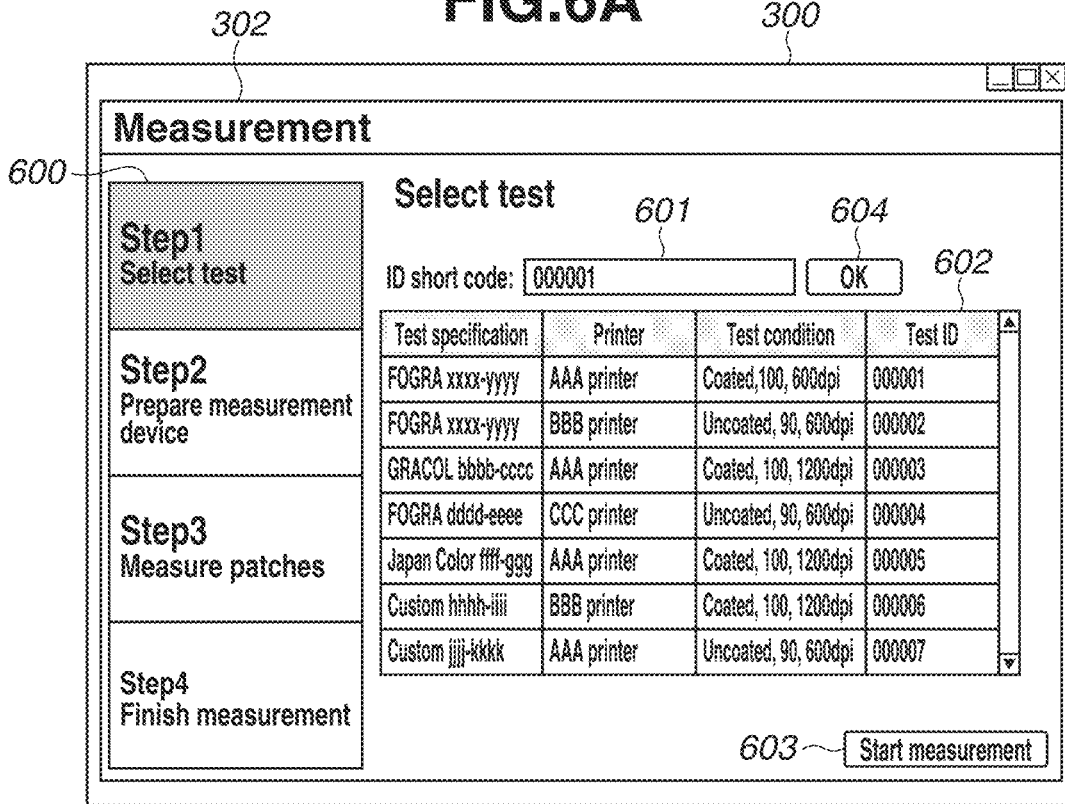 FIG.6A
302
300
Measurement
600
Select test
601
604
602
Step1
Select test
ID short code: 000001 OK
Test specification Printer Test condition Test ID
FOGRA xxxx-yyyy AAA printer Coated,100, 600dpi 000001
FOGRA xxxx-yyyy BBB printer Uncoated, 90, 600dpi 000002
GRACOL bbbb-cccc AAA printer Coated, 100, 1200dpi 000003
FOGRA dddd-eeee CCC printer Uncoated, 90, 600dpi 000004
Japan Color ffff-ggg AAA printer Coated, 100, 1200dpi 000005
Custom hhhh-iiii BBB printer Coated, 100, 1200dpi 000006
Custom jjjj-kkkk AAA printer Uncoated, 90, 600dpi 000007
Step2
Prepare measurement
device
Step3
Measure patches
Step4
Finish measurement
603
Start measurement